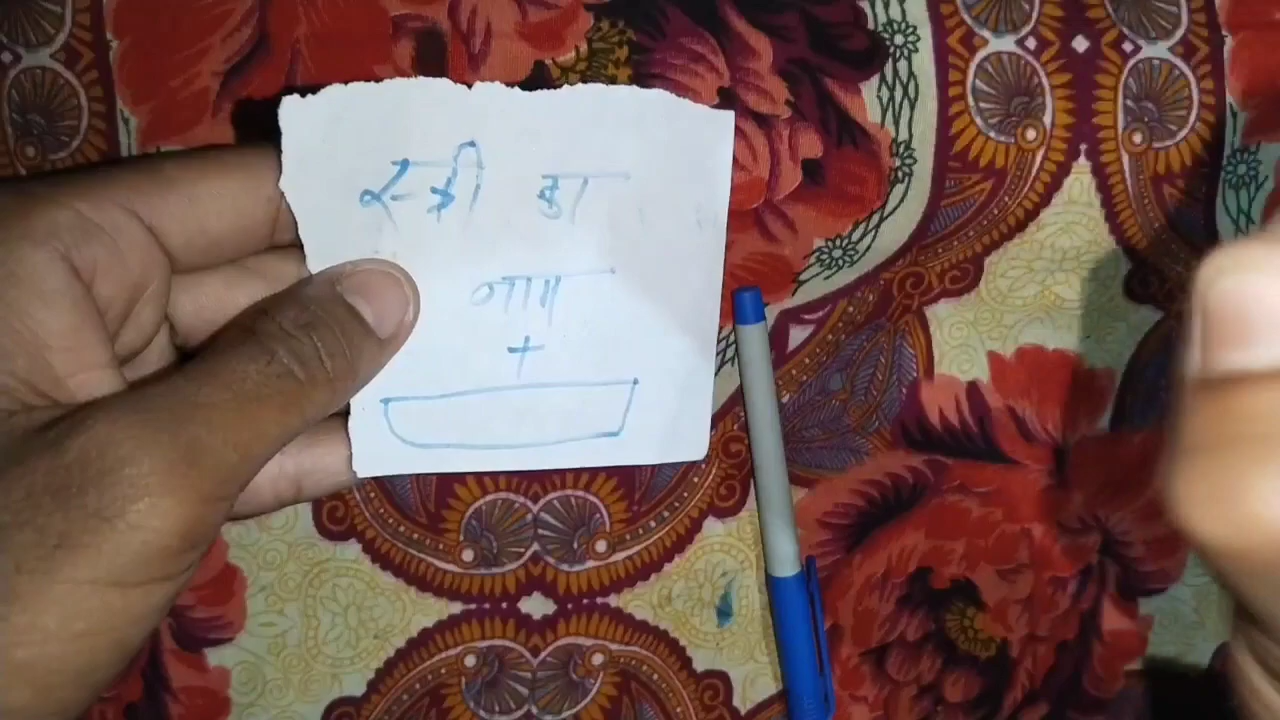 स्त्री का
नाम
+